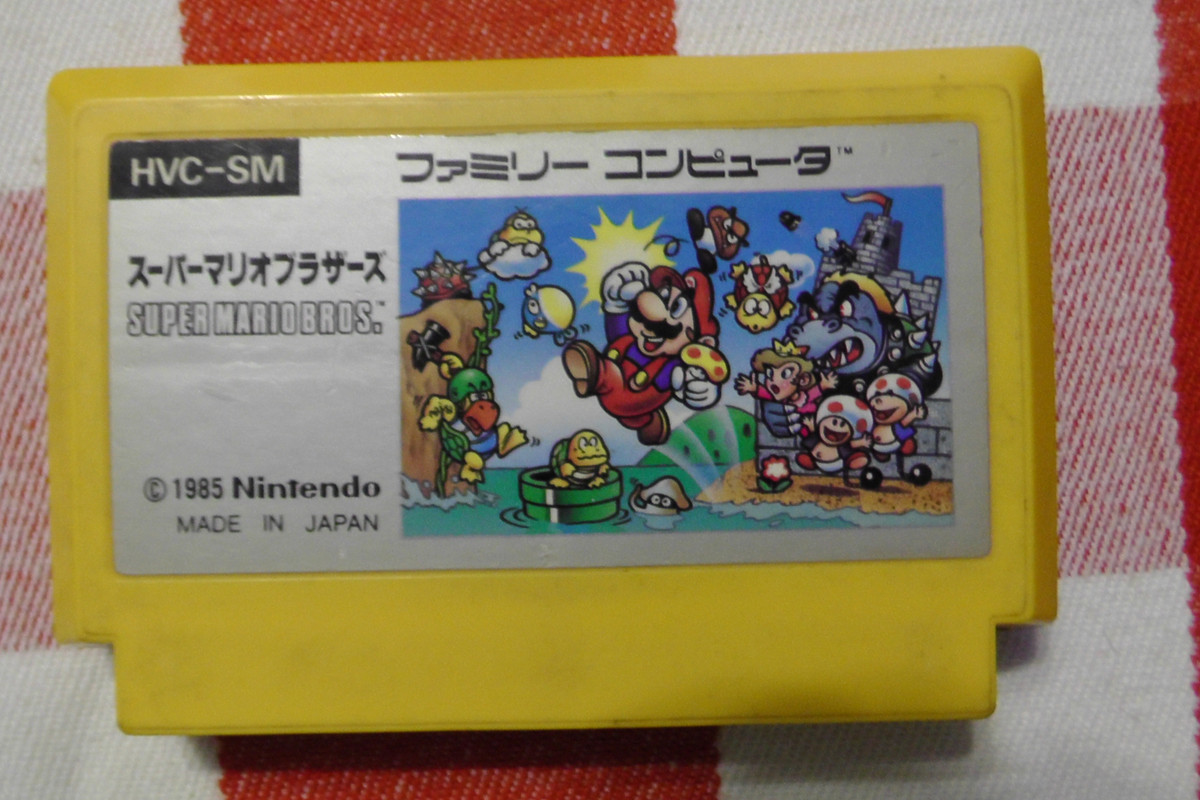 HVC-SM
ファミリー コンピュータ™
スーパーマリオブラザーズ
SUPER MARIO BROS.™
© 1985 Nintendo
MADE IN JAPAN